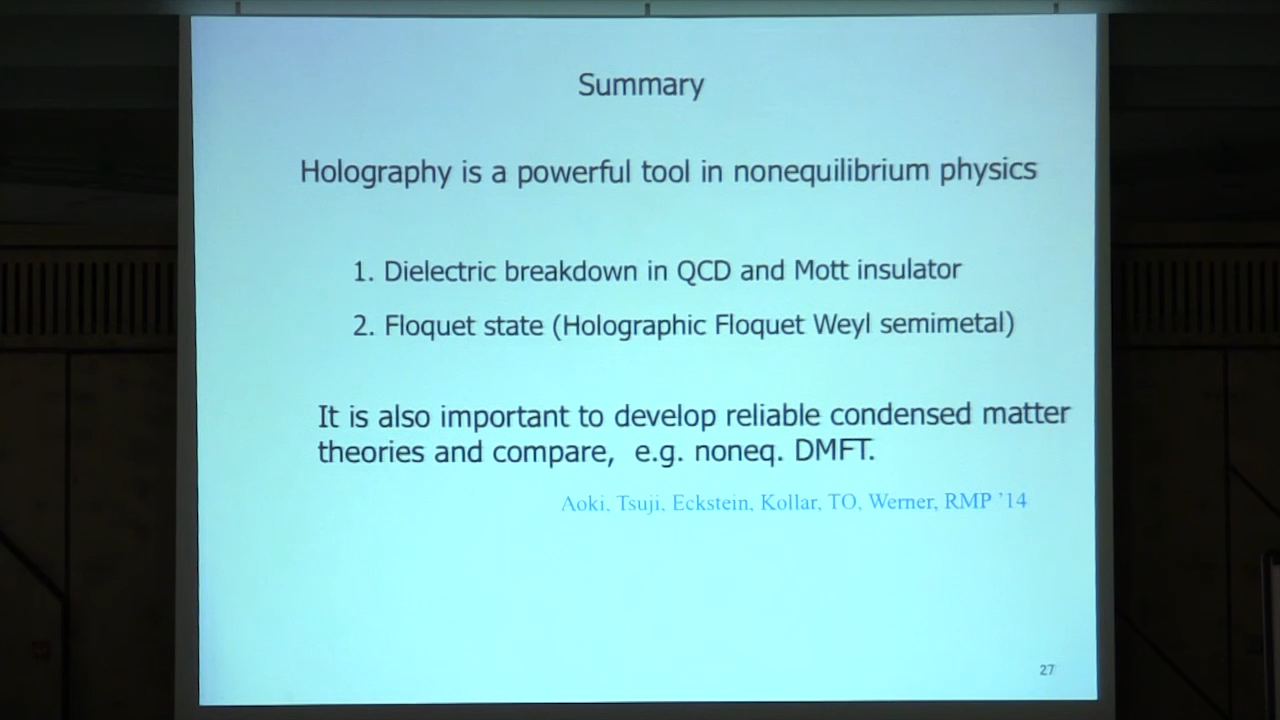 Summary
Holography is a powerful tool in nonequilibrium physics
1. Dielectric breakdown in QCD and Mott insulator
2. Floquet state (Holographic Floquet Weyl semimetal)
It is also important to develop reliable condensed matter
theories and compare, e.g. noneq. DMFT.
Aoki, Tsuji, Eckstein, Kollar, TO, Werner, RMP ’14
27